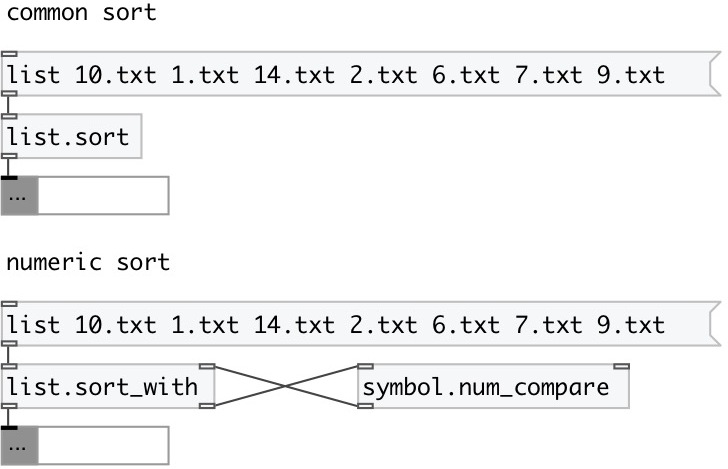 common sort
list 10.txt 1.txt 14.txt 2.txt 6.txt 7.txt 9.txt
list.sort
...
numeric sort
list 10.txt 1.txt 14.txt 2.txt 6.txt 7.txt 9.txt
list.sort_with symbol.num_compare
...